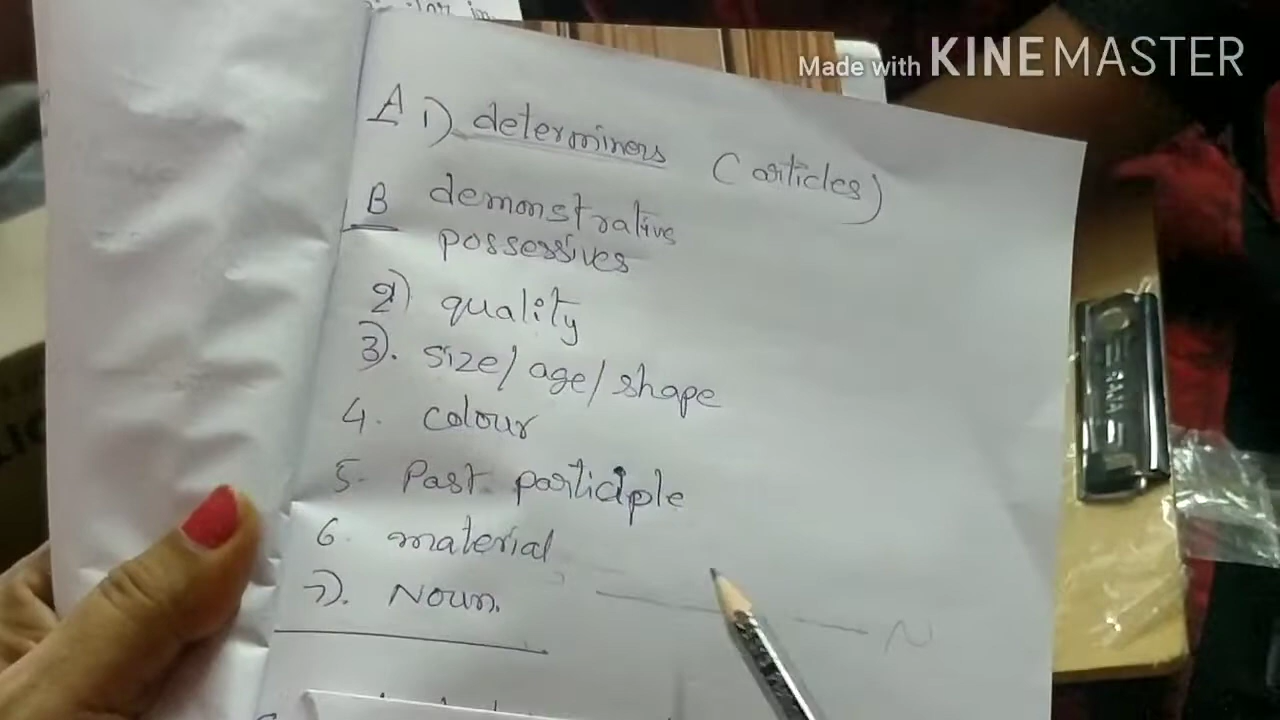 Made with KINEMASTER
A 1) determiners (articles)
B demonstrative
possessives
2) quality
3). size/age/shape
4. colour
5. Past participle
6. material
7). Noun.
N